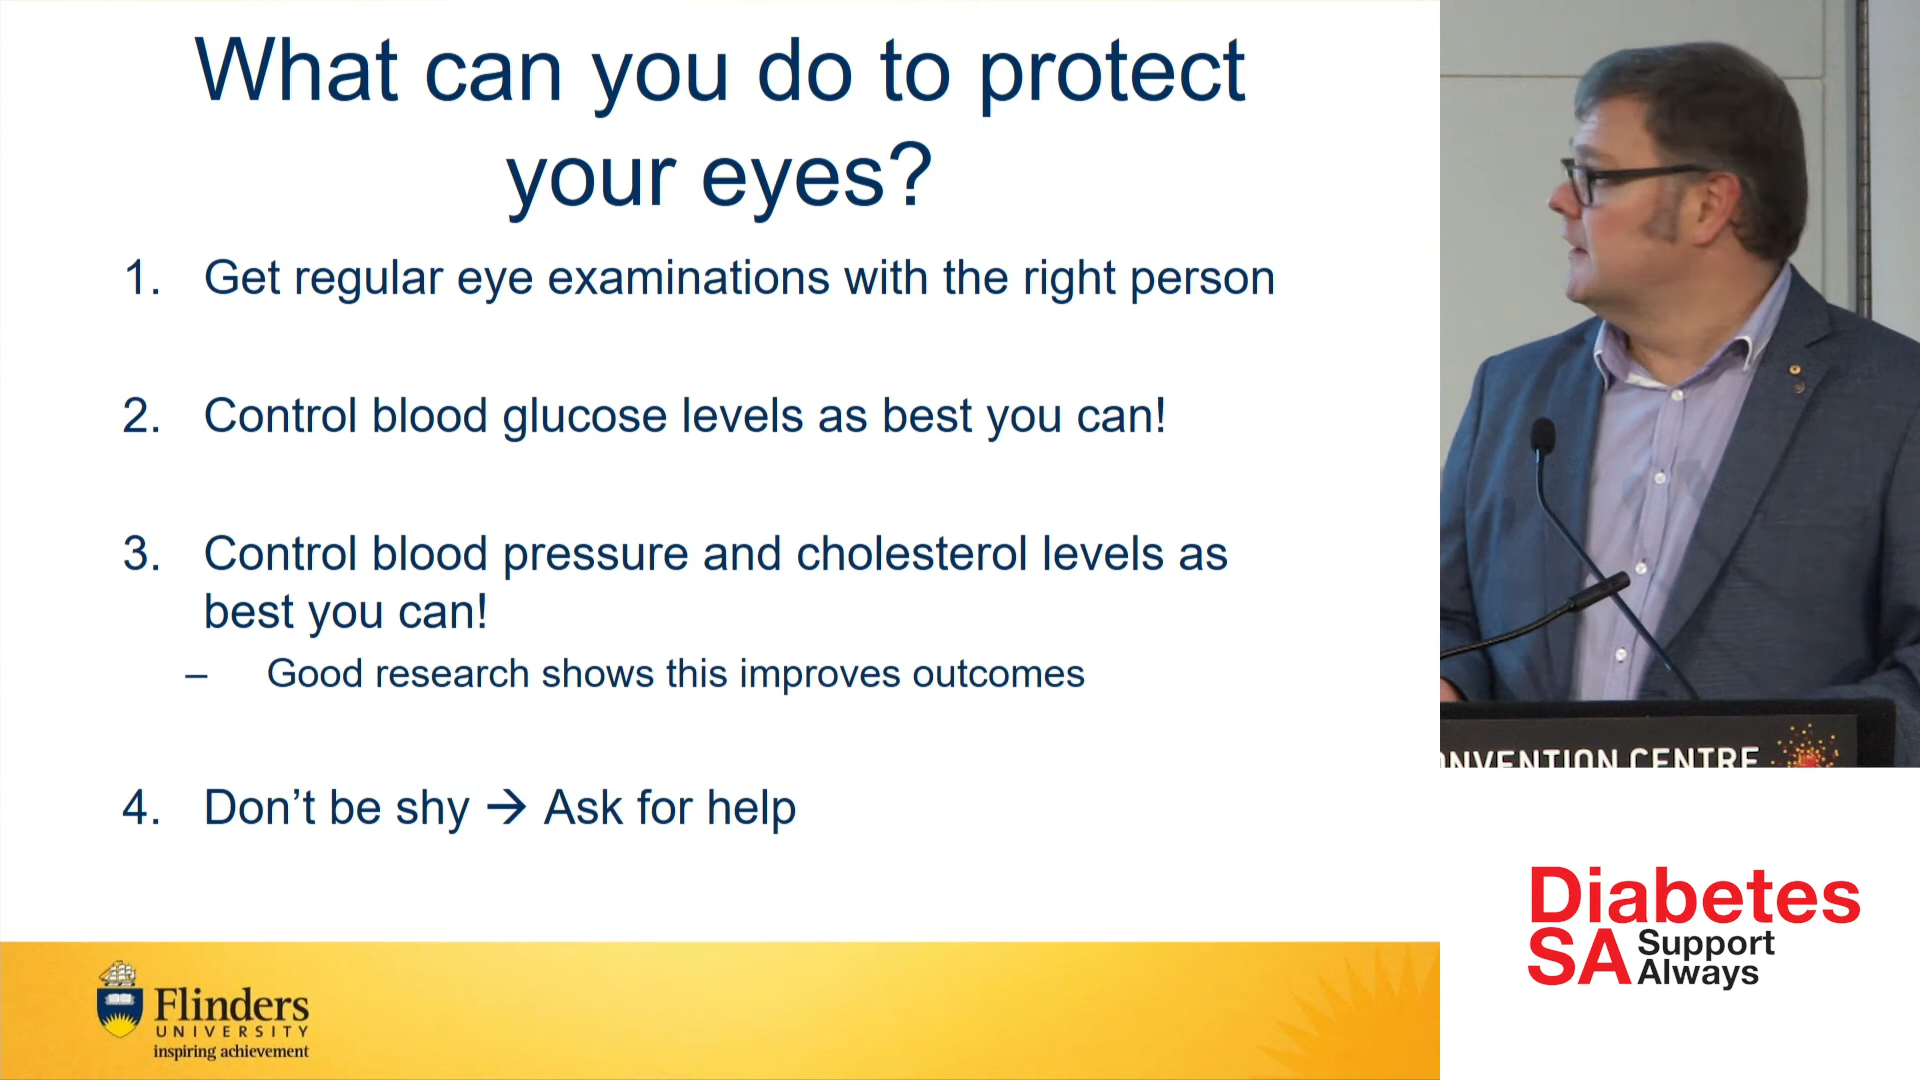 What can you do to protect
your eyes?
1. Get regular eye examinations with the right person
2. Control blood glucose levels as best you can!
3. Control blood pressure and cholesterol levels as
best you can!
– Good research shows this improves outcomes
4. Don’t be shy → Ask for help
Flinders
UNIVERSITY
inspiring achievement
NVENTION CENTRE
Diabetes
SA Support
Always